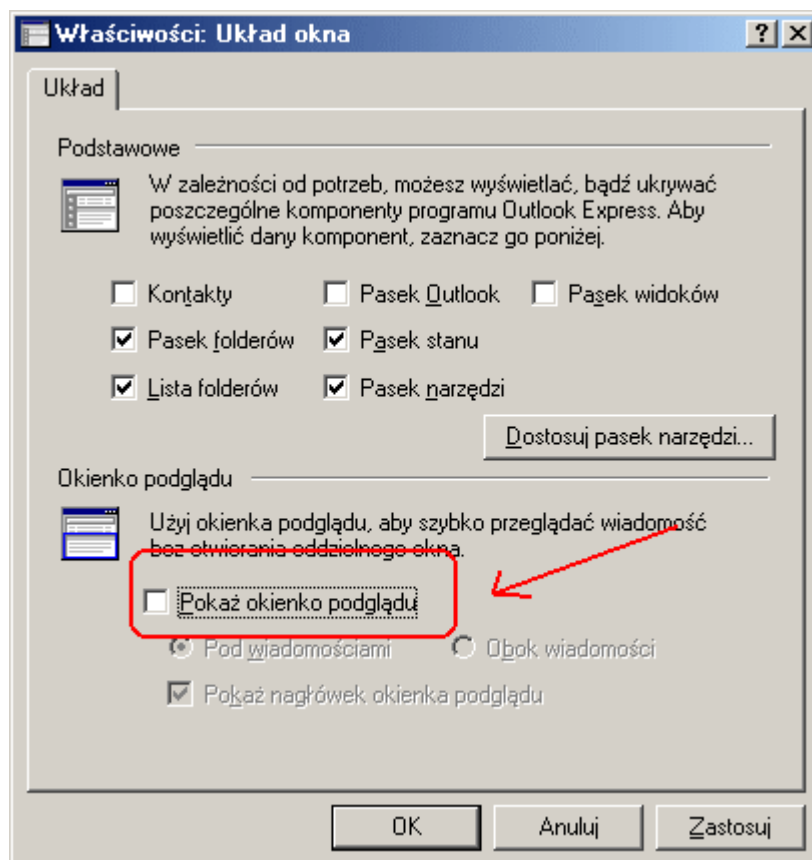 Właściwości: Układ okna
Układ
Podstawowe
W zależności od potrzeb, możesz wyświetlać, bądź ukrywać
poszczególne komponenty programu Outlook Express. Aby
wyświetlić dany komponent, zaznacz go poniżej.
Kontakty Pasek Outlook Pasek widoków
Pasek folderów Pasek stanu
Lista folderów Pasek narzędzi
Dostosuj pasek narzędzi...
Okienko podglądu
Użyj okienka podglądu, aby szybko przeglądać wiadomość
bez otwierania oddzielnego okna.
Pokaż okienko podglądu
Pod wiadomościami Obok wiadomości
Pokaż nagłówek okienka podglądu
OK Anuluj Zastosuj